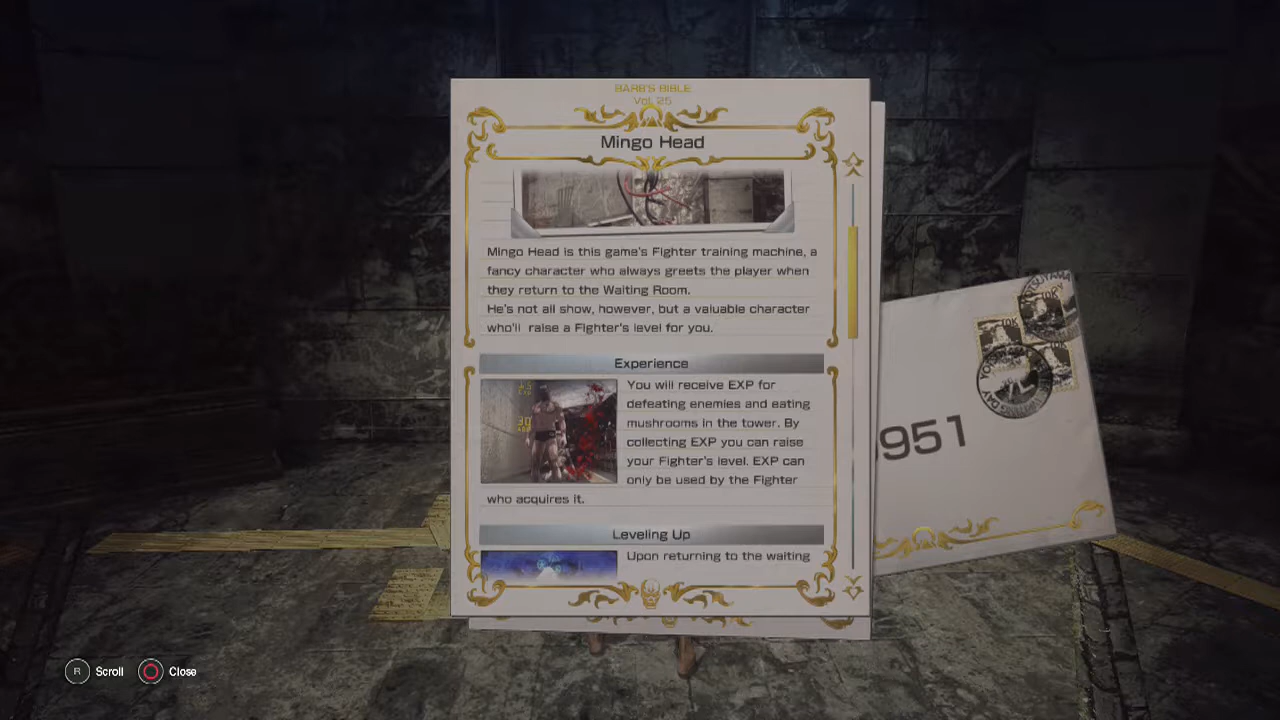 BARB'S BIBLE
Vol. 25
Mingo Head
Mingo Head is this game's Fighter training machine, a
fancy character who always greets the player when
they return to the Waiting Room.
He's not all show, however, but a valuable character
who'll raise a Fighter's level for you.
Experience
You will receive EXP for
defeating enemies and eating
mushrooms in the tower. By
collecting EXP you can raise
your Fighter's level. EXP can
only be used by the Fighter
who acquires it.
Leveling Up
Upon returning to the waiting
951
R Scroll
Close